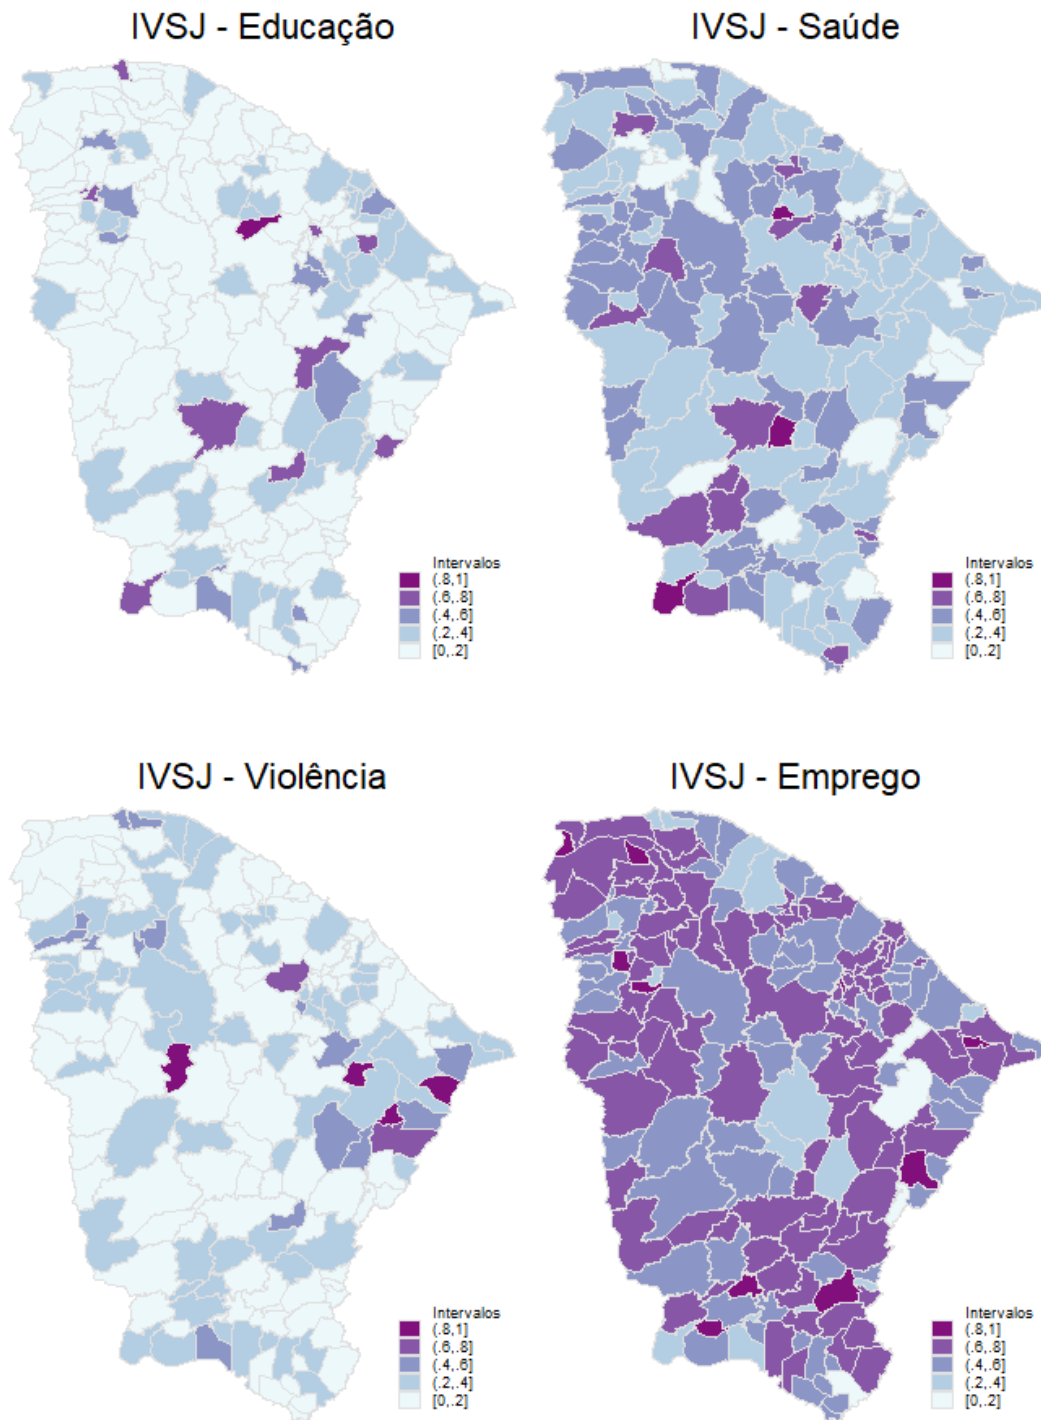 IVSJ - Educação
IVSJ - Saúde
Intervalos
(.8,1]
(.6,.8]
(.4,.6]
(.2,.4]
[0,.2]
Intervalos
(.8,1]
(.6,.8]
(.4,.6]
(.2,.4]
[0,.2]
IVSJ - Violência
IVSJ - Emprego
Intervalos
(.8,1]
(.6,.8]
(.4,.6]
(.2,.4]
[0,.2]
Intervalos
(.8,1]
(.6,.8]
(.4,.6]
(.2,.4]
[0,.2]